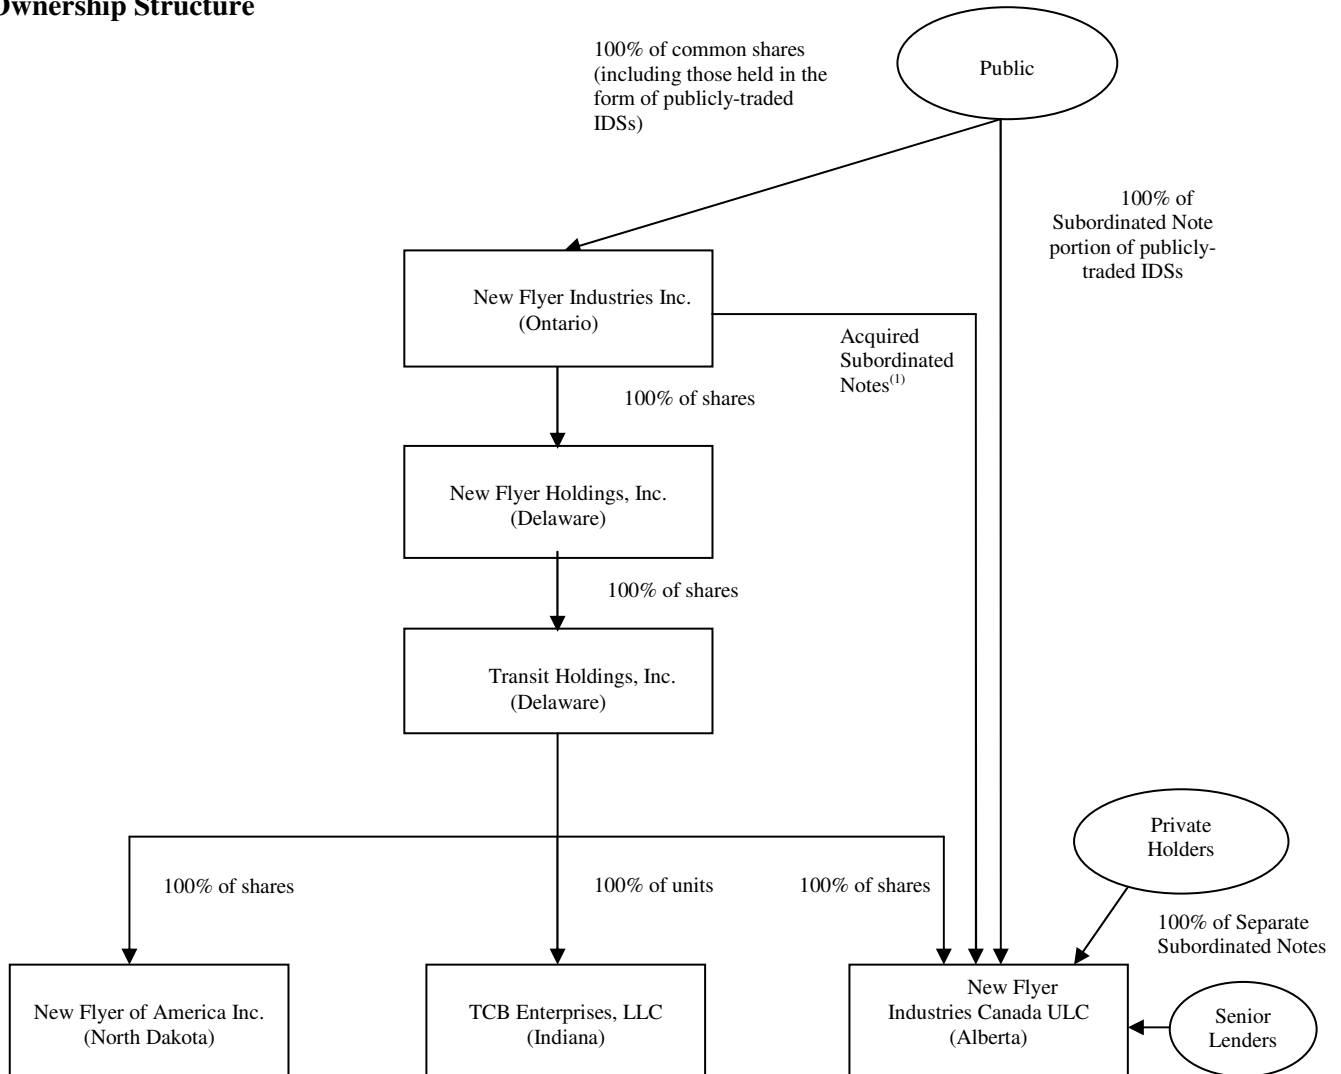 Ownership Structure
100% of common shares
(including those held in the
form of publicly-traded
IDSs)
Public
100% of
Subordinated Note
portion of publicly-
traded IDSs
New Flyer Industries Inc.
(Ontario)
Acquired
Subordinated
Notes(1)
100% of shares
New Flyer Holdings, Inc.
(Delaware)
100% of shares
Transit Holdings, Inc.
(Delaware)
Private
Holders
100% of shares
100% of units
100% of shares
100% of Separate
Subordinated Notes
New Flyer of America Inc.
(North Dakota)
TCB Enterprises, LLC
(Indiana)
New Flyer
Industries Canada ULC
(Alberta)
Senior
Lenders